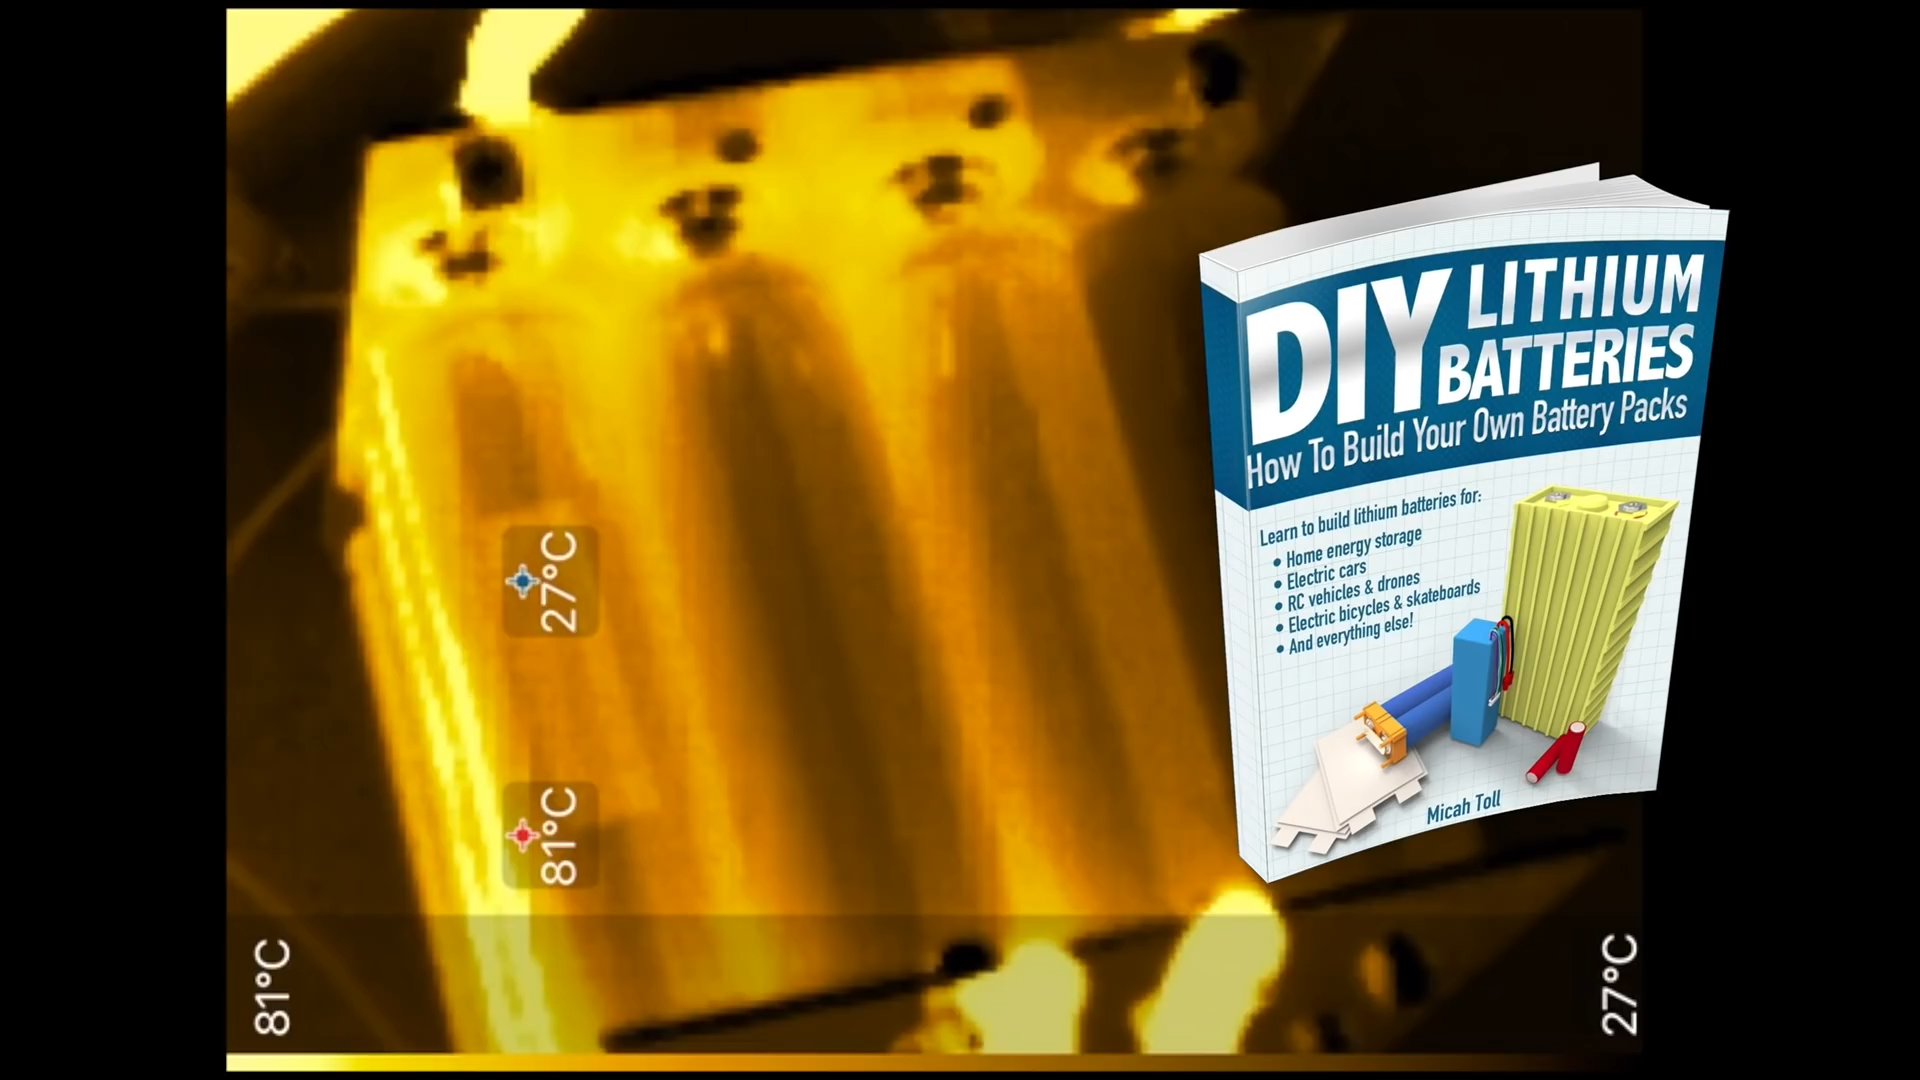 27°C
81°C
81°C
27°C
DIY LITHIUM
BATTERIES
How To Build Your Own Battery Packs
Learn to build lithium batteries for:
• Home energy storage
• Electric cars
• RC vehicles & drones
• Electric bicycles & skateboards
• And everything else!
Micah Toll